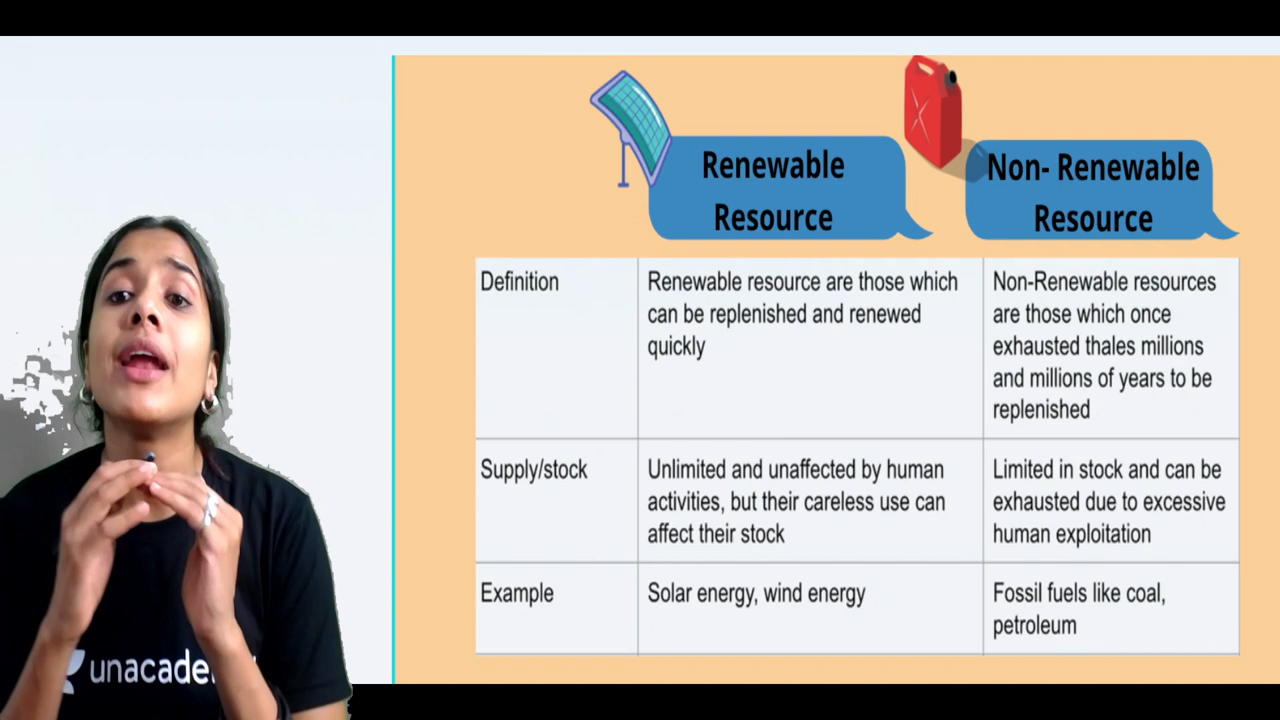 Renewable
Resource
Non- Renewable
Resource
Definition
Renewable resource are those which
can be replenished and renewed
quickly
Non-Renewable resources
are those which once
exhausted thales millions
and millions of years to be
replenished
Supply/stock
Unlimited and unaffected by human
activities, but their careless use can
affect their stock
Limited in stock and can be
exhausted due to excessive
human exploitation
Example
Solar energy, wind energy
Fossil fuels like coal,
petroleum